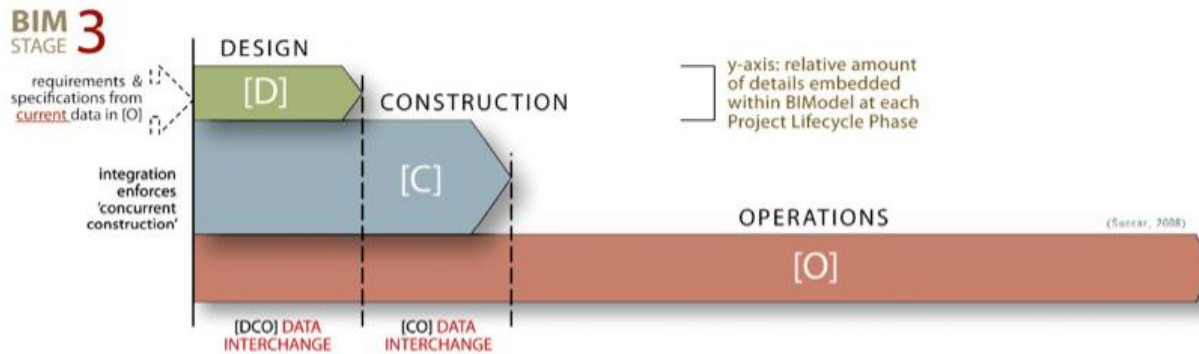 BIM
STAGE 3
requirements &
specifications from
current data in [O]
integration
enforces
'concurrent
construction'
DESIGN
[D]
CONSTRUCTION
[C]
y-axis: relative amount
of details embedded
within BIModel at each
Project Lifecycle Phase
OPERATIONS
(Succar, 2008)
[O]
[DCO] DATA
INTERCHANGE
[CO] DATA
INTERCHANGE